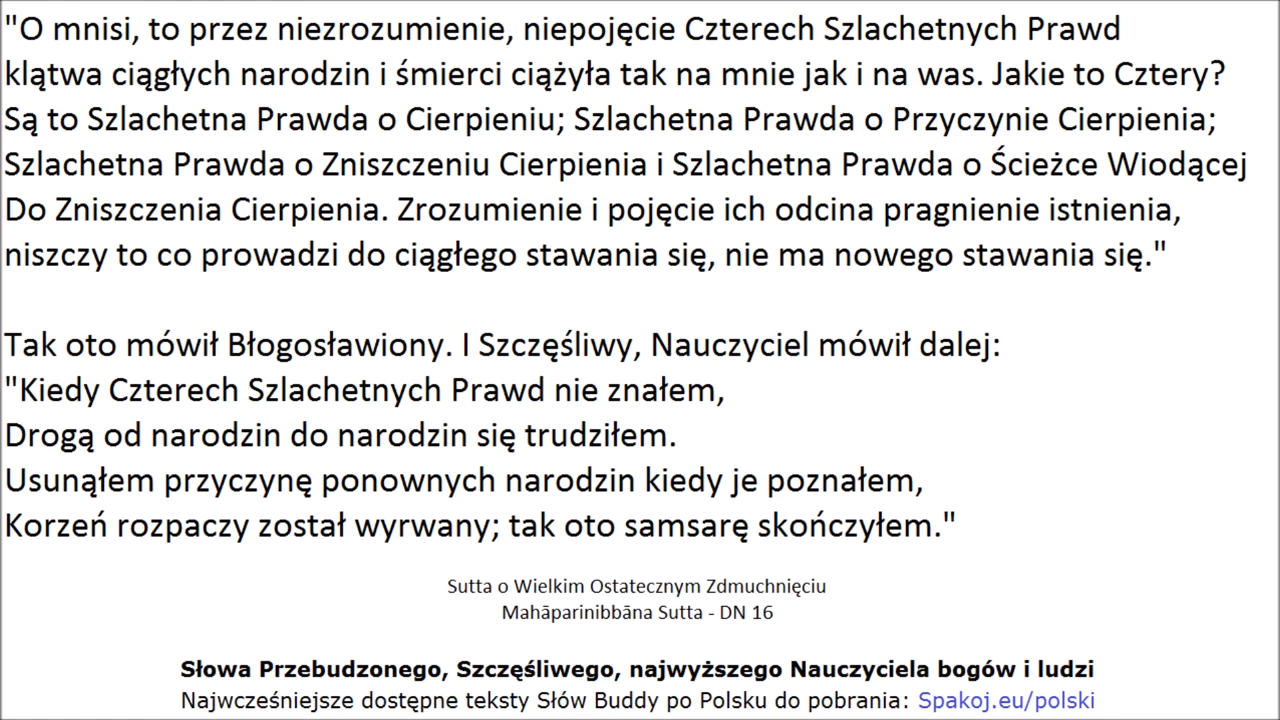 "O mnisi, to przez niezrozumienie, niepojęcie Czterech Szlachetnych Prawd
klątwa ciągłych narodzin i śmierci ciążyła tak na mnie jak i na was. Jakie to Cztery?
Są to Szlachetna Prawda o Cierpieniu; Szlachetna Prawda o Przyczynie Cierpienia;
Szlachetna Prawda o Zniszczeniu Cierpienia i Szlachetna Prawda o Ścieżce Wiodącej
Do Zniszczenia Cierpienia. Zrozumienie i pojęcie ich odcina pragnienie istnienia,
niszczy to co prowadzi do ciągłego stawania się, nie ma nowego stawania się."
Tak oto mówił Błogosławiony. I Szczęśliwy, Nauczyciel mówił dalej:
"Kiedy Czterech Szlachetnych Prawd nie znałem,
Drogą od narodzin do narodzin się trudziłem.
Usunąłem przyczynę ponownych narodzin kiedy je poznałem,
Korzeń rozpaczy został wyrwany; tak oto samsarę skończyłem."
Sutta o Wielkim Ostatecznym Zdmuchnięciu
Mahāparinibbāna Sutta - DN 16
Słowa Przebudzonego, Szczęśliwego, najwyższego Nauczyciela bogów i ludzi
Najwcześniejsze dostępne teksty Słów Buddy po Polsku do pobrania: Spakoj.eu/polski